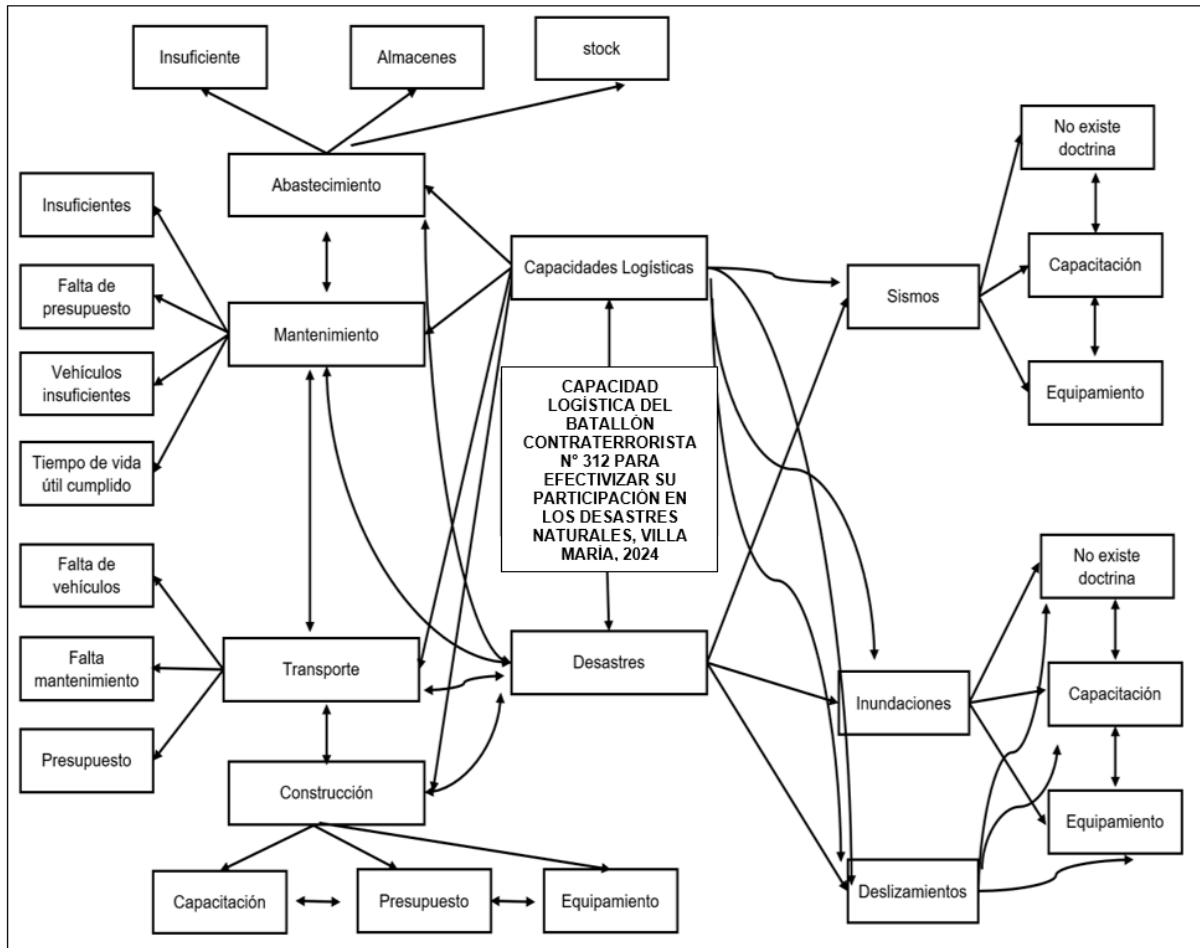 Insuficiente
Almacenes
stock
No existe
doctrina
Abastecimiento
Insuficientes
Capacidades Logísticas
Capacitación
Sismos
Falta de
presupuesto
Mantenimiento
Vehículos
insuficientes
Equipamiento
CAPACIDAD
LOGÍSTICA DEL
BATALLÓN
CONTRATERRORISTA
N° 312 PARA
EFECTIVIZAR SU
PARTICIPACIÓN EN
LOS DESASTRES
NATURALES, VILLA
MARÍA, 2024
Tiempo de vida
útil cumplido
Falta de
vehículos
No existe
doctrina
Falta
mantenimiento
Transporte
Desastres
Inundaciones
Capacitación
Presupuesto
Construcción
Equipamiento
Capacitación
Presupuesto
Equipamiento
Deslizamientos